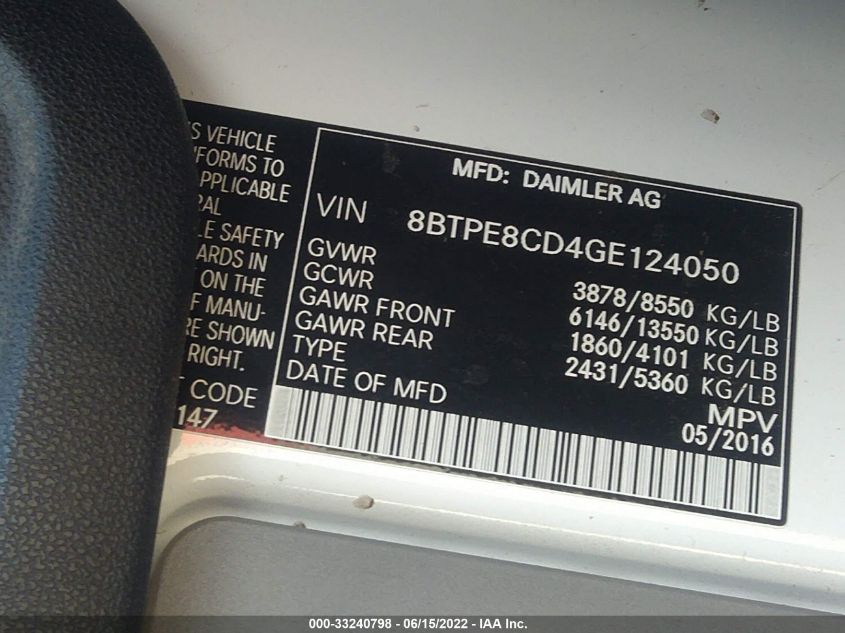 S VEHICLE
FORMS TO
APPLICABLE
RAL
E SAFETY
ARDS IN
ON THE
F MANU-
RE SHOWN
RIGHT.
T CODE
147
MFD: DAIMLER AG
VIN 8BTPE8CD4GE124050
GVWR 3878/8550 KG/LB
GCWR 6146/13550 KG/LB
GAWR FRONT 1860/4101 KG/LB
GAWR REAR 2431/5360 KG/LB
TYPE MPV
DATE OF MFD 05/2016
000-33240798 - 06/15/2022 - IAA Inc.